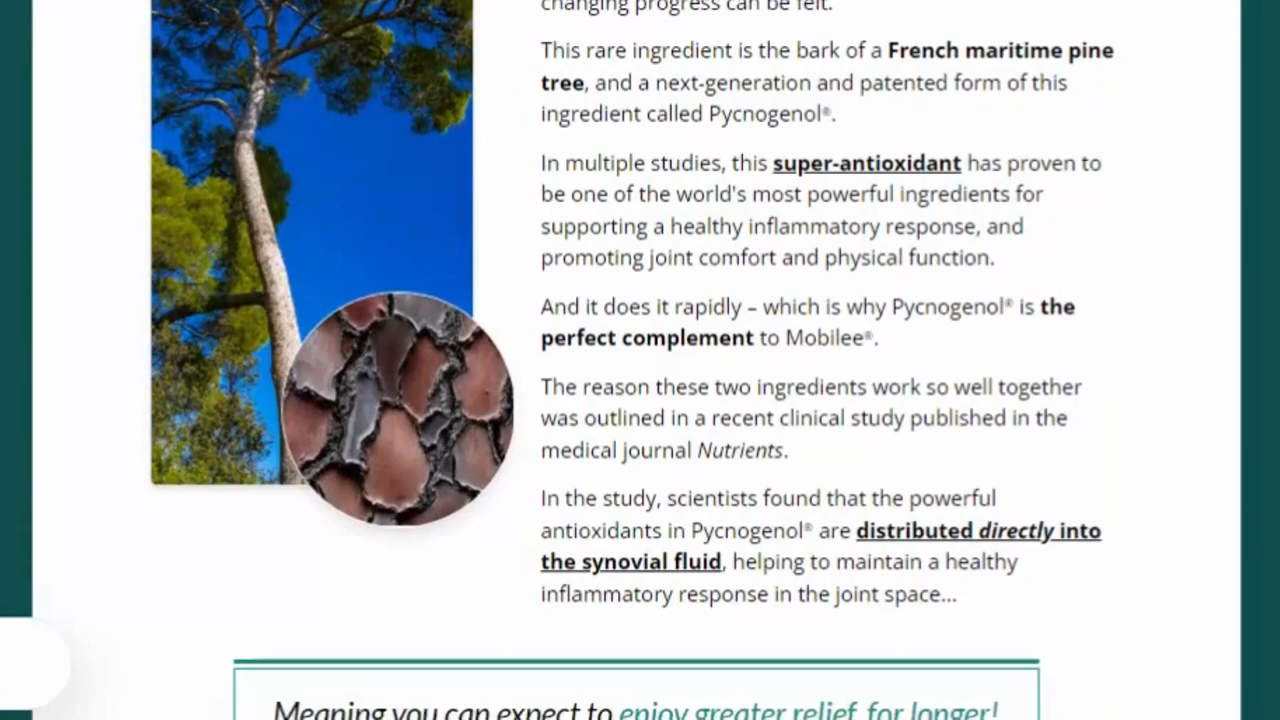 changing progress can be felt.
This rare ingredient is the bark of a French maritime pine
tree, and a next-generation and patented form of this
ingredient called Pycnogenol®.
In multiple studies, this super-antioxidant has proven to
be one of the world's most powerful ingredients for
supporting a healthy inflammatory response, and
promoting joint comfort and physical function.
And it does it rapidly – which is why Pycnogenol® is the
perfect complement to Mobilee®.
The reason these two ingredients work so well together
was outlined in a recent clinical study published in the
medical journal Nutrients.
In the study, scientists found that the powerful
antioxidants in Pycnogenol® are distributed directly into
the synovial fluid, helping to maintain a healthy
inflammatory response in the joint space...
Meaning you can expect to enjoy greater relief, for longer!